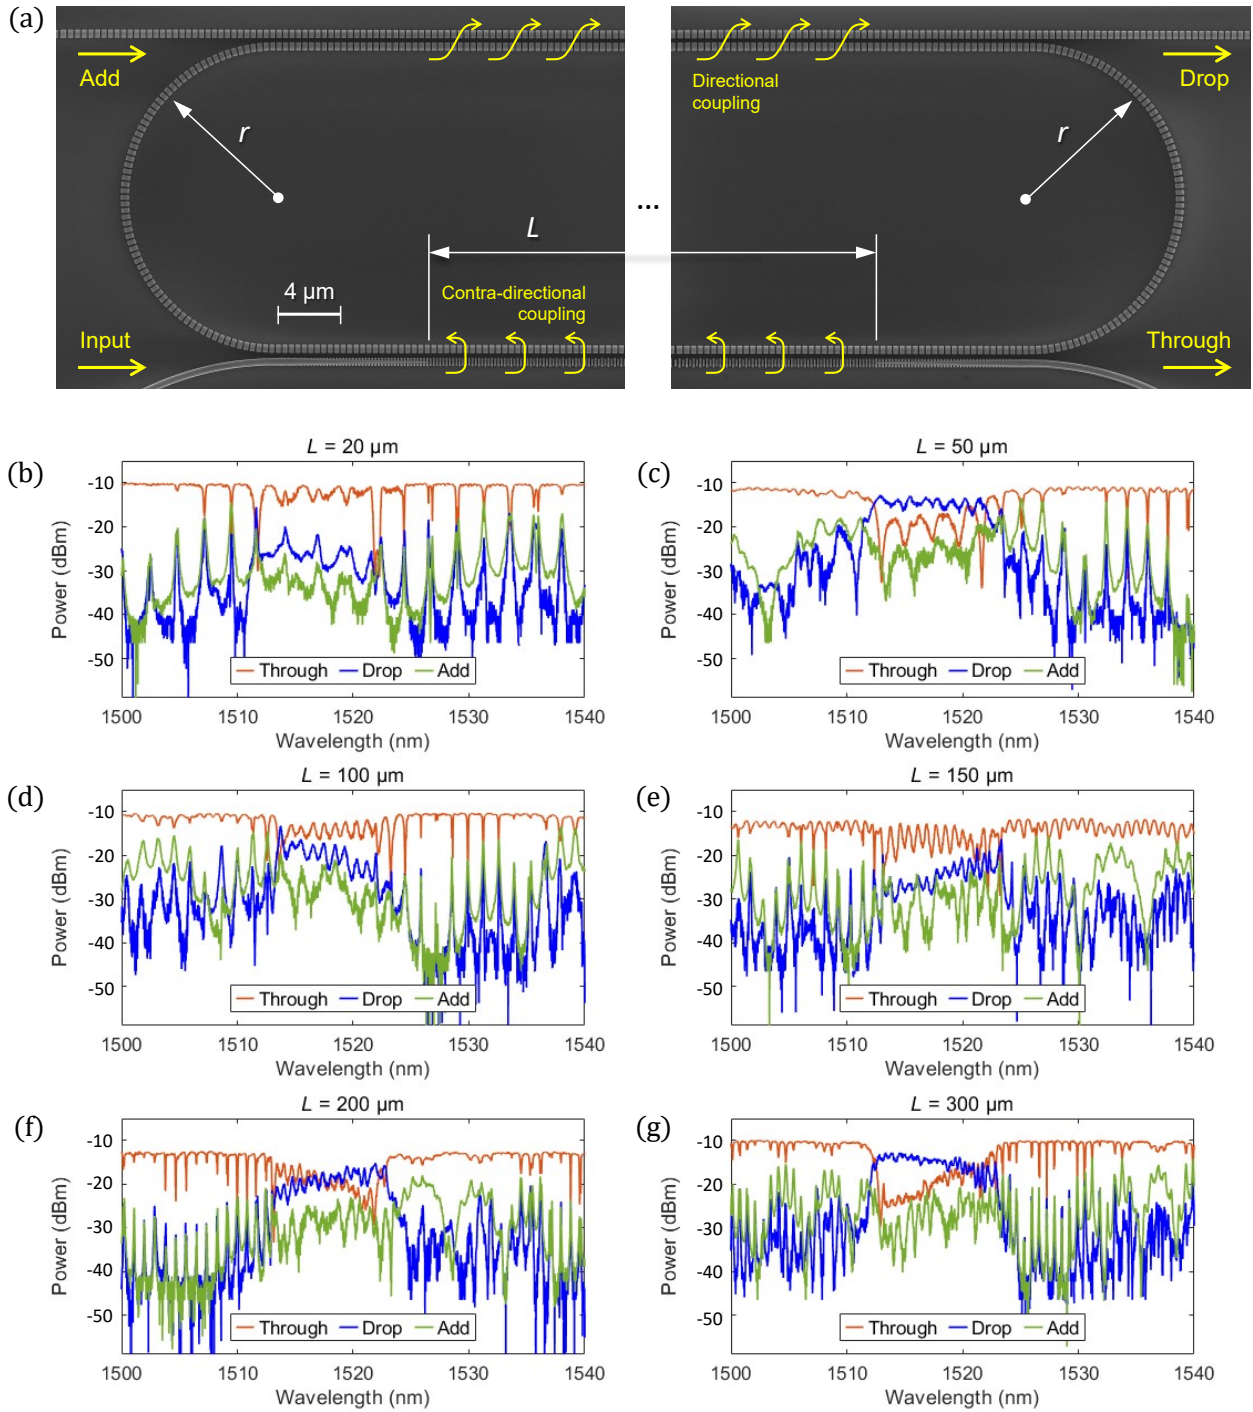 (a)
Add
Directional
coupling
Drop
r
r
...
L
4 µm
Contra-directional
coupling
Input
Through
(b)
L = 20 µm
Power (dBm)
-10
-20
-30
-40
-50
Through Drop Add
1500 1510 1520 1530 1540
Wavelength (nm)
(c)
L = 50 µm
Power (dBm)
-10
-20
-30
-40
-50
Through Drop Add
1500 1510 1520 1530 1540
Wavelength (nm)
(d)
L = 100 µm
Power (dBm)
-10
-20
-30
-40
-50
Through Drop Add
1500 1510 1520 1530 1540
Wavelength (nm)
(e)
L = 150 µm
Power (dBm)
-10
-20
-30
-40
-50
Through Drop Add
1500 1510 1520 1530 1540
Wavelength (nm)
(f)
L = 200 µm
Power (dBm)
-10
-20
-30
-40
-50
Through Drop Add
1500 1510 1520 1530 1540
Wavelength (nm)
(g)
L = 300 µm
Power (dBm)
-10
-20
-30
-40
-50
Through Drop Add
1500 1510 1520 1530 1540
Wavelength (nm)